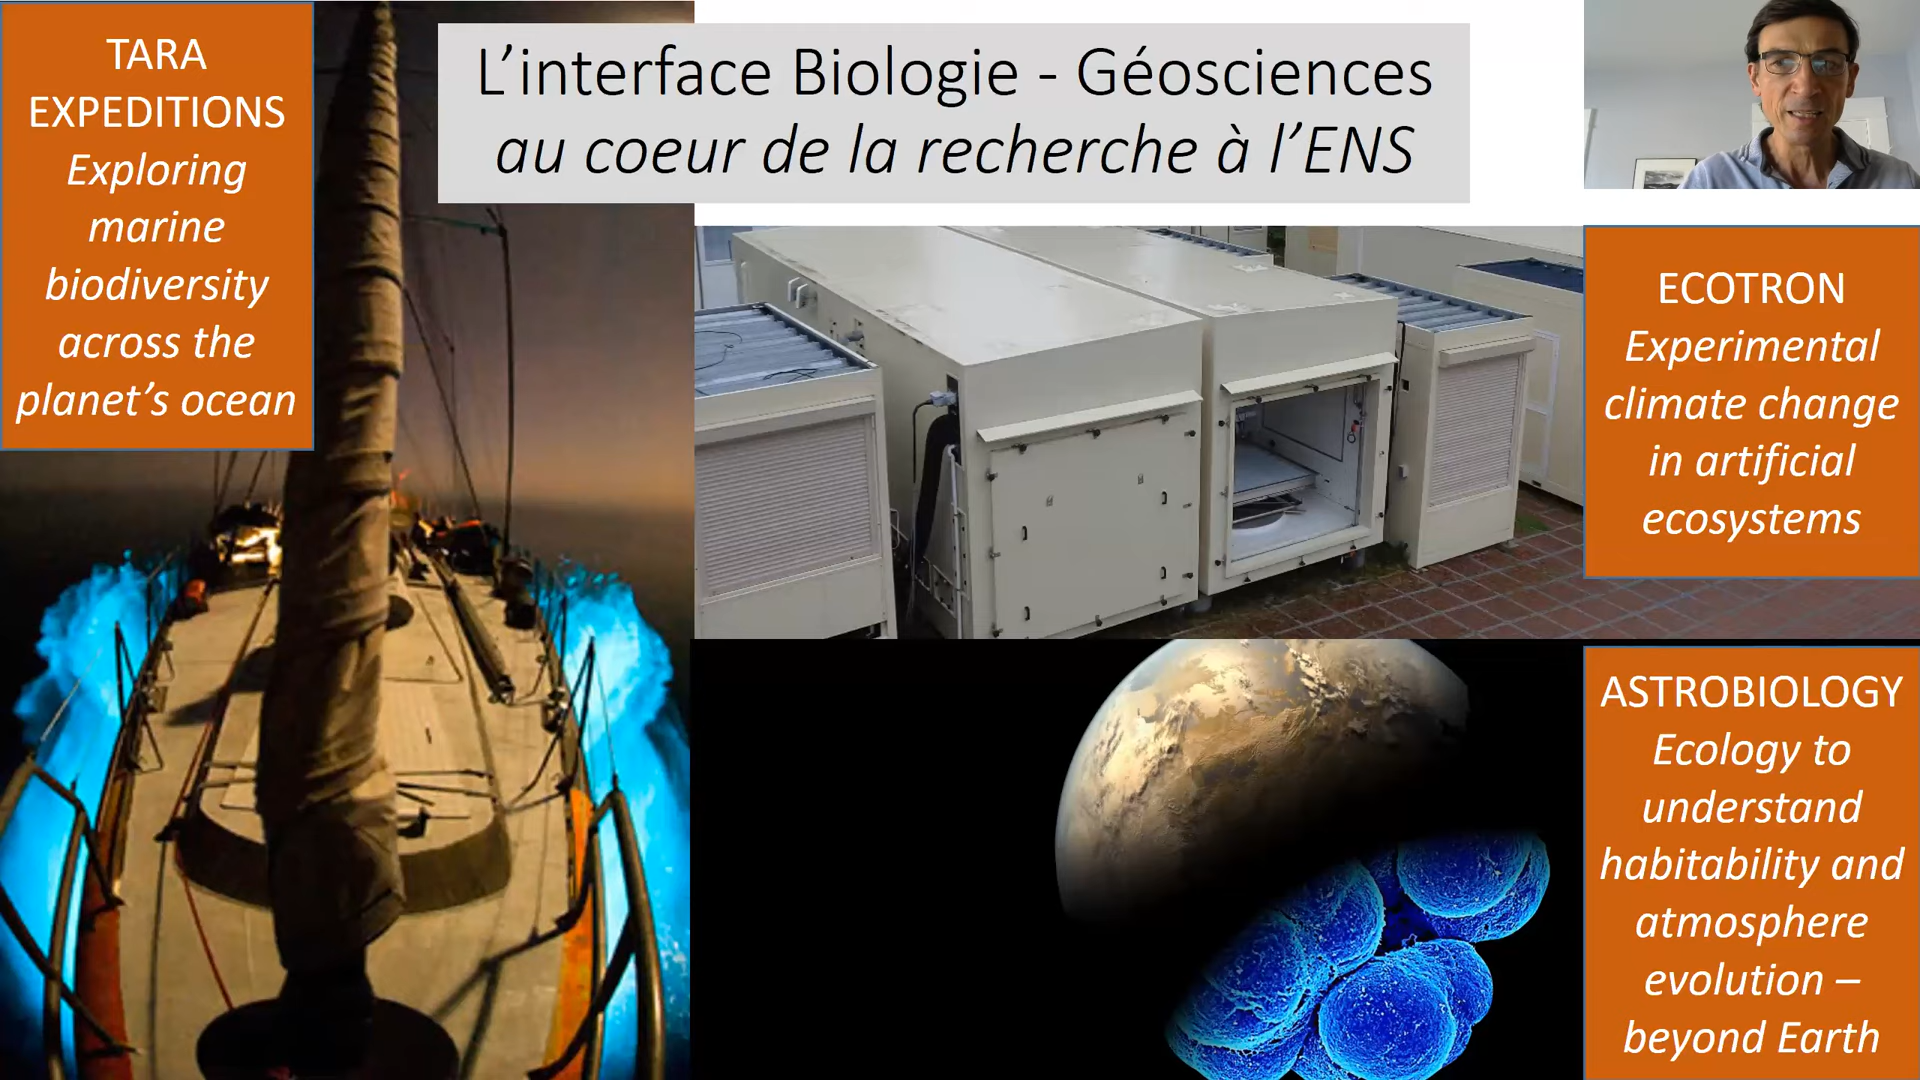 TARA
EXPEDITIONS
Exploring
marine
biodiversity
across the
planet’s ocean
L’interface Biologie - Géosciences
au coeur de la recherche à l’ENS
ECOTRON
Experimental
climate change
in artificial
ecosystems
ASTROBIOLOGY
Ecology to
understand
habitability and
atmosphere
evolution –
beyond Earth